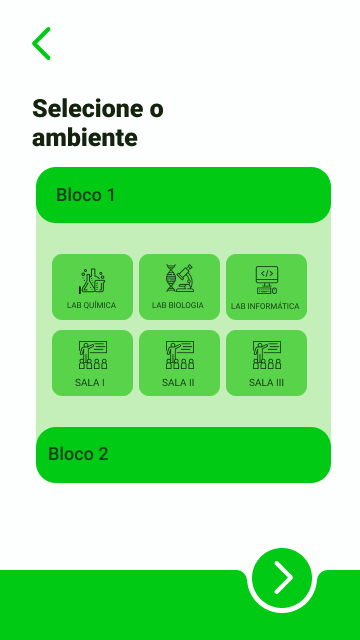 Selecione o
ambiente
Bloco 1
LAB QUÍMICA
LAB BIOLOGIA
LAB INFORMÁTICA
SALA I
SALA II
SALA III
Bloco 2